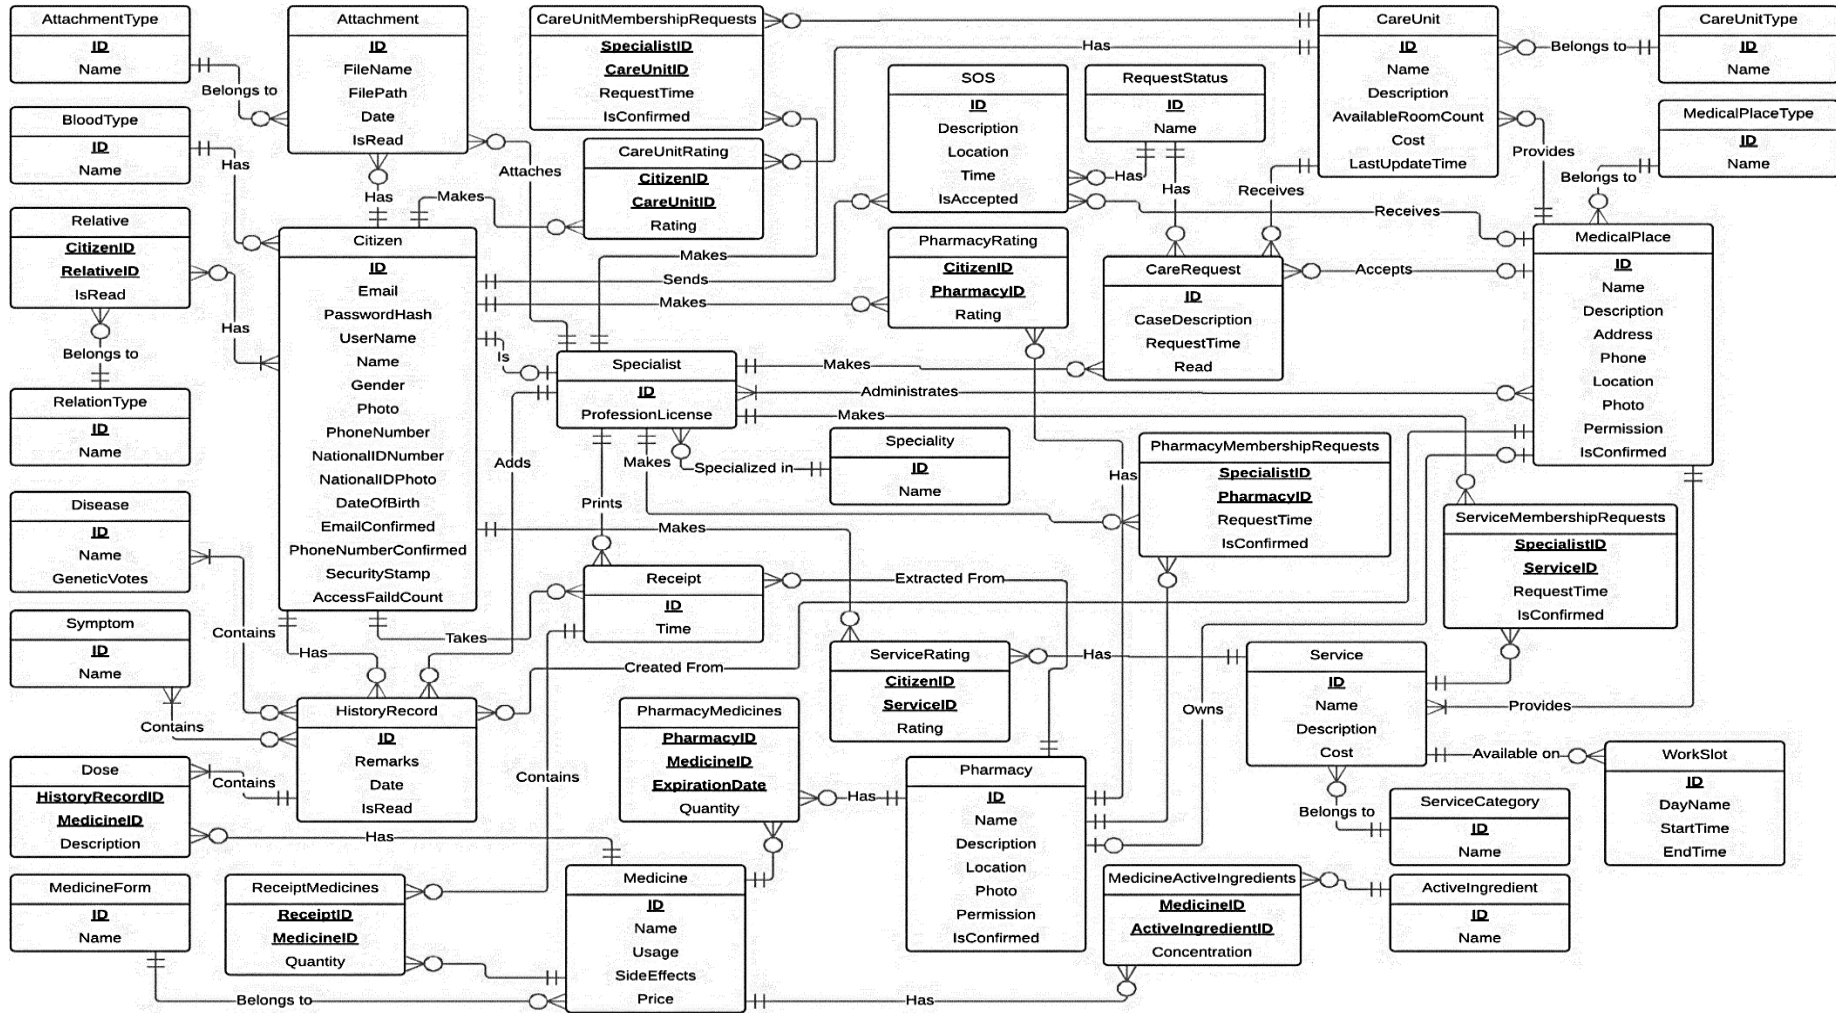 AttachmentType
ID
Name
Belongs to
Attachment
ID
FileName
FilePath
Date
IsRead
Has
Attaches
CareUnitMembershipRequests
SpecialistID
CareUnitID
RequestTime
IsConfirmed
Makes
CareUnit
ID
Name
Description
AvailableRoomCount
Cost
LastUpdateTime
Has
Belongs to
CareUnitType
ID
Name
SOS
ID
Description
Location
Time
IsAccepted
Has
Receives
RequestStatus
ID
Name
Has
Receives
Provides
MedicalPlaceType
ID
Name
Belongs to
BloodType
ID
Name
Has
CareUnitRating
CitizenID
CareUnitID
Rating
Makes
Relative
CitizenID
RelativeID
IsRead
Has
Belongs to
RelationType
ID
Name
Citizen
ID
Email
PasswordHash
UserName
Name
Gender
Photo
PhoneNumber
NationalIDNumber
NationalIDPhoto
DateOfBirth
EmailConfirmed
PhoneNumberConfirmed
SecurityStamp
AccessFaildCount
Sends
Makes
Is
PharmacyRating
CitizenID
PharmacyID
Rating
CareRequest
ID
CaseDescription
RequestTime
Read
Accepts
MedicalPlace
ID
Name
Description
Address
Phone
Location
Photo
Permission
IsConfirmed
Specialist
ID
ProfessionLicense
Makes
Administrates
Makes
Adds
Prints
Makes
Specialized in
Speciality
ID
Name
Has
PharmacyMembershipRequests
SpecialistID
PharmacyID
RequestTime
IsConfirmed
ServiceMembershipRequests
SpecialistID
ServiceID
RequestTime
IsConfirmed
Disease
ID
Name
GeneticVotes
Contains
Makes
Receipt
ID
Time
Extracted From
Takes
Has
Symptom
ID
Name
Contains
Created From
HistoryRecord
ID
Remarks
Date
IsRead
ServiceRating
CitizenID
ServiceID
Rating
Has
Service
ID
Name
Description
Cost
Provides
Owns
Available on
WorkSlot
ID
DayName
StartTime
EndTime
Belongs to
ServiceCategory
ID
Name
Dose
HistoryRecordID
MedicineID
Description
Contains
Has
Contains
PharmacyMedicines
PharmacyID
MedicineID
ExpirationDate
Quantity
Has
Pharmacy
ID
Name
Description
Location
Photo
Permission
IsConfirmed
MedicineForm
ID
Name
Belongs to
ReceiptMedicines
ReceiptID
MedicineID
Quantity
Medicine
ID
Name
Usage
SideEffects
Price
Has
MedicineActiveIngredients
MedicineID
ActiveIngredientID
Concentration
ActiveIngredient
ID
Name